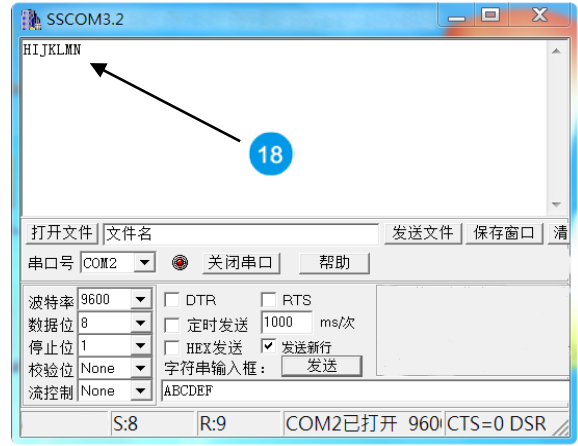 SSCOM3.2
HIJKLMN
18
打开文件 文件名 发送文件 保存窗口 清
串口号 COM2 关闭串口 帮助
波特率 9600 DTR RTS
数据位 8 定时发送 1000 ms/次
停止位 1 HEX发送 发送新行
校验位 None 字符串输入框： 发送
流控制 None ABCDEF
S:8 R:9 COM2已打开 960 CTS=0 DSR